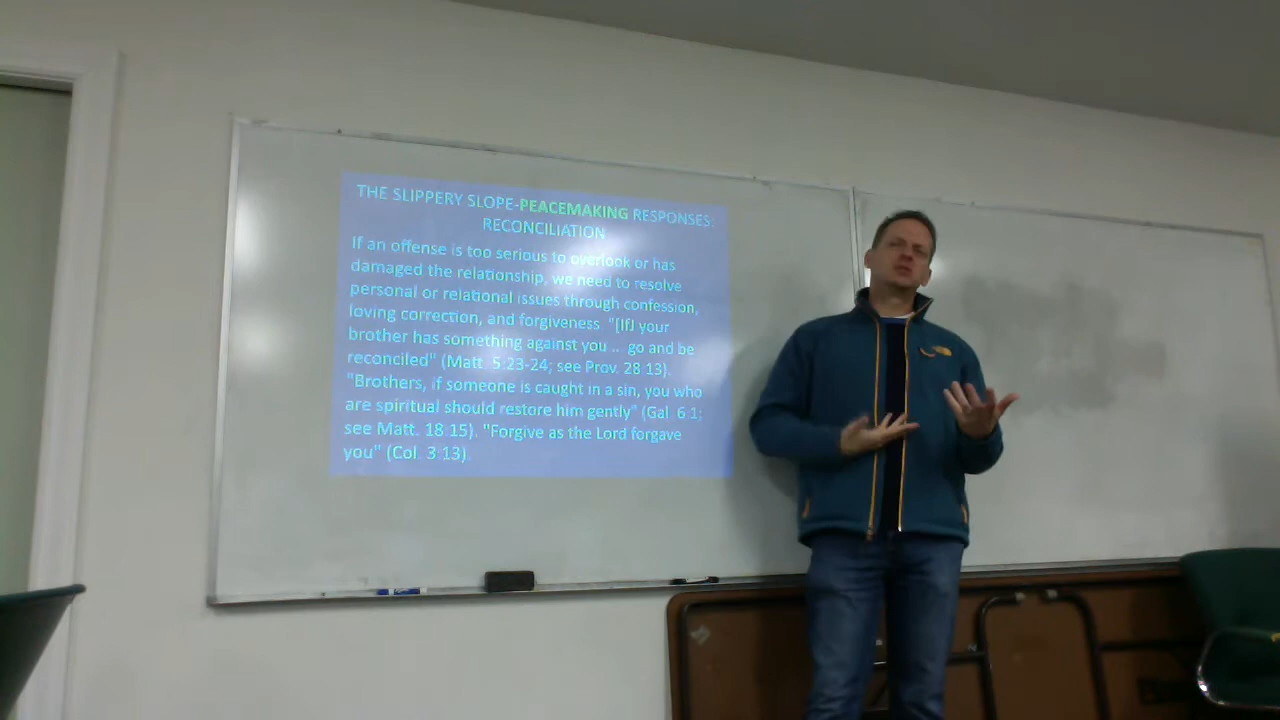 THE SLIPPERY SLOPE-PEACEMAKING RESPONSES:
RECONCILIATION
If an offense is too serious to overlook or has
damaged the relationship, we need to resolve
personal or relational issues through confession,
loving correction, and forgiveness "[If] your
brother has something against you .. go and be
reconciled" (Matt. 5:23-24; see Prov. 28:13).
"Brothers, if someone is caught in a sin, you who
are spiritual should restore him gently" (Gal. 6:1;
see Matt. 18:15). "Forgive as the Lord forgave
you" (Col. 3:13).